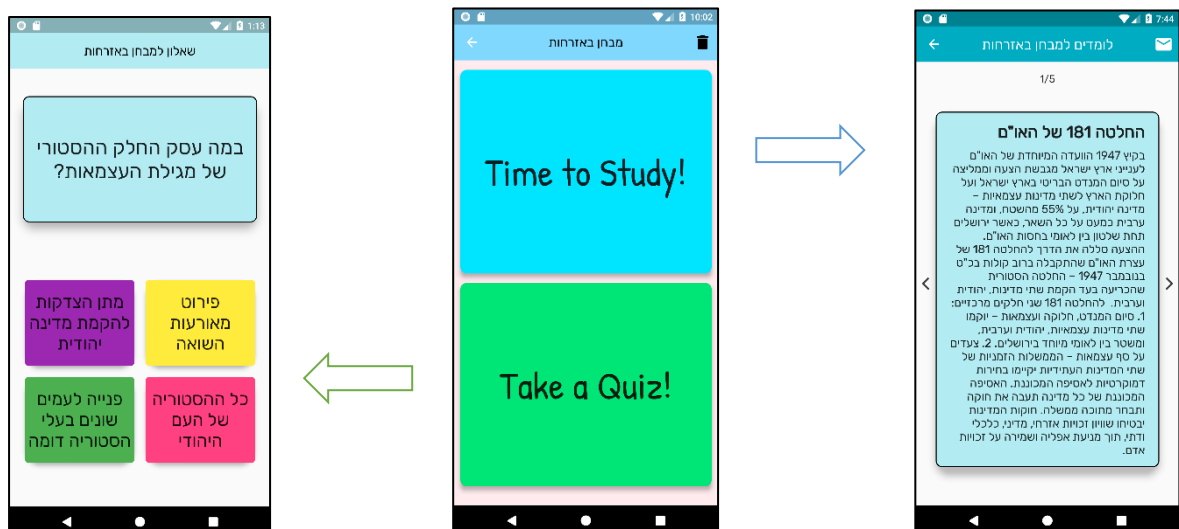 1:13
שאלון למבחן באזרחות
במה עסק החלק ההסטורי
של מגילת העצמאות?
מתן הצדקות
להקמת מדינה
יהודית
פירוט
מאורעות
השואה
פנייה לעמים
שונים בעלי
הסטוריה דומה
כל ההסטוריה
של העם
היהודי
10:02
מבחן באזרחות
Time to Study!
Take a Quiz!
7:44
לומדים למבחן באזרחות
1/5
החלטה 181 של האו"ם
בקיץ 1947 הוועדה המיוחדת של האו"ם
לענייני ארץ ישראל מגבשת הצעה וממליצה
על סיום המנדט הבריטי בארץ ישראל ועל
חלוקת הארץ לשתי מדינות עצמאיות –
מדינה יהודית, על 55% מהשטח, ומדינה
ערבית כמעט על כל השאר, כאשר ירושלים
תחת שלטון בין לאומי בחסות האו"ם.
ההצעה סללה את הדרך להחלטה 181 של
עצרת האו"ם שהתקבלה ברוב קולות בכ"ט
בנובמבר 1947 – החלטה הסטורית
שהכריעה בעד הקמת שתי מדינות, יהודית
וערבית. להחלטה 181 שני חלקים מרכזיים:
1. סיום המנדט, חלוקה ועצמאות – יוקמו
שתי מדינות עצמאיות, יהודית וערבית,
ומשטר בין לאומי מיוחד בירושלים. 2. צעדים
על סף עצמאות – הממשלות הזמניות של
שתי המדינות העתידיות יקיימו בחירות
דמוקרטיות לאסיפה המכוננת. האסיפה
המכוננת של כל מדינה תעבה את חוקה
ותבחר מתוכה ממשלה. חוקות המדינות
יבטיחו שוויון זכויות אזרחי, מדיני, כלכלי
ודתי, תוך מניעת אפליה ושמירה על זכויות
אדם.